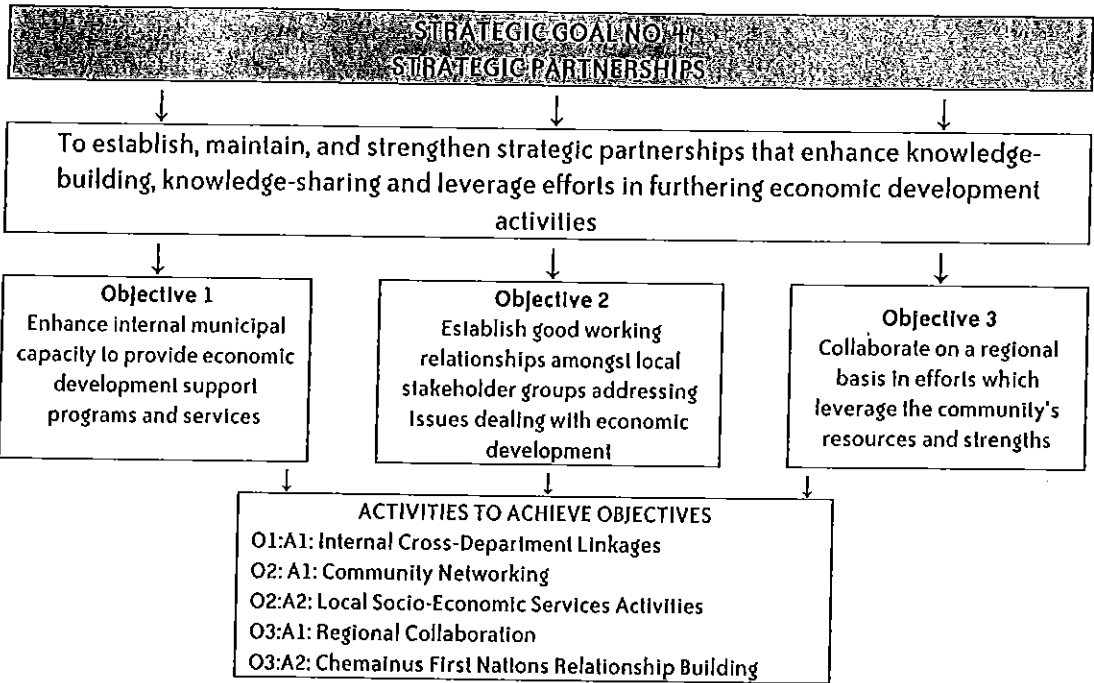 STRATEGIC GOAL NO 4:
STRATEGIC PARTNERSHIPS
To establish, maintain, and strengthen strategic partnerships that enhance knowledge-
building, knowledge-sharing and leverage efforts in furthering economic development
activities
Objective 1
Enhance internal municipal
capacity to provide economic
development support
programs and services
Objective 2
Establish good working
relationships amongst local
stakeholder groups addressing
issues dealing with economic
development
Objective 3
Collaborate on a regional
basis in efforts which
leverage the community's
resources and strengths
ACTIVITIES TO ACHIEVE OBJECTIVES
O1:A1: Internal Cross-Department Linkages
O2: A1: Community Networking
O2:A2: Local Socio-Economic Services Activities
O3:A1: Regional Collaboration
O3:A2: Chemainus First Nations Relationship Building